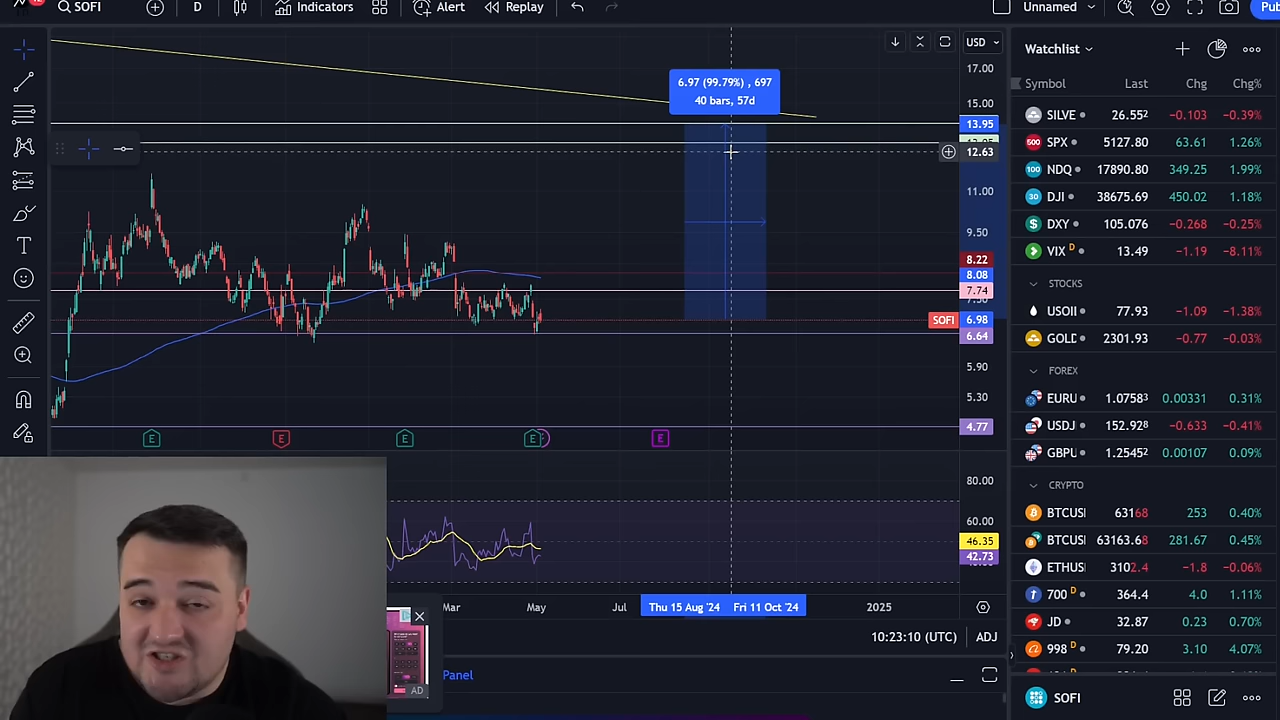 SOFI
D
Indicators
Alert
Replay
Unnamed
Pub
USD
17.00
15.00
13.95
12.63
11.00
9.50
8.22
8.08
7.74
SOFI 6.98
6.64
5.90
5.30
4.77
6.97 (99.79%) , 697
40 bars, 57d
E E E E E
80.00
60.00
46.35
42.73
Mar May Jul Thu 15 Aug '24 Fri 11 Oct '24 2025
10:23:10 (UTC) ADJ
AD
Panel
Watchlist
Symbol Last Chg Chg%
SILVE 26.552 −0.103 −0.39%
SPX 5127.80 63.61 1.26%
NDQ 17890.80 349.25 1.99%
DJI 38675.69 450.02 1.18%
DXY 105.076 −0.268 −0.25%
VIX D 13.49 −1.19 −8.11%
STOCKS
USOI 77.93 −1.09 −1.38%
GOLD 2301.93 −0.77 −0.03%
FOREX
EURU 1.07583 0.00331 0.31%
USDJ 152.928 −0.633 −0.41%
GBPU 1.25452 0.00107 0.09%
CRYPTO
BTCUS 63168 253 0.40%
BTCUS 63163.68 281.67 0.45%
ETHUS 3102.4 −1.8 −0.06%
700 D 364.4 4.0 1.11%
JD 32.87 0.23 0.70%
998 D 79.20 3.10 4.07%
SOFI